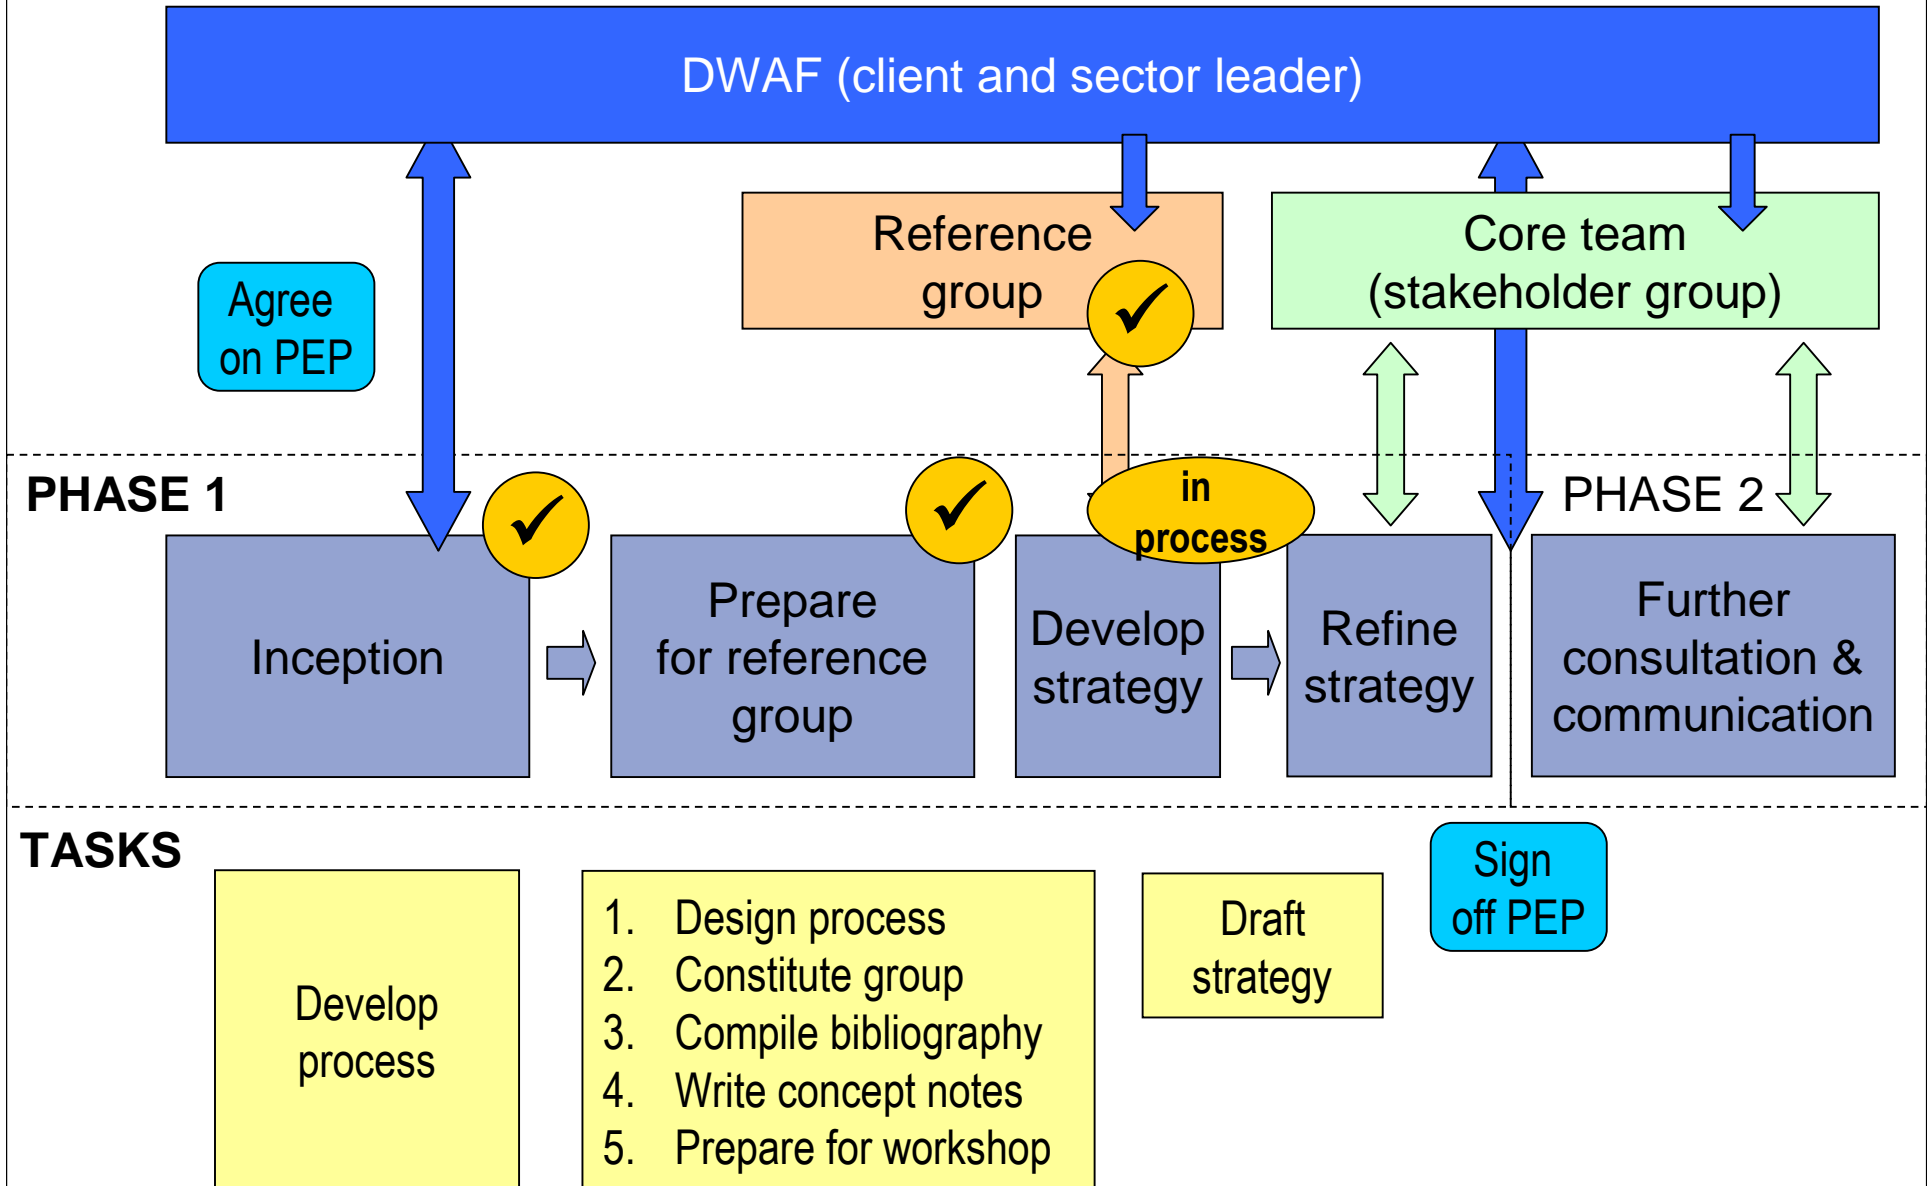 DWAF (client and sector leader)
Reference
group
Core team
(stakeholder group)
Agree
on PEP
PHASE 1
in
process
PHASE 2
Inception
Prepare
for reference
group
Develop
strategy
Refine
strategy
Further
consultation &
communication
TASKS
Develop
process
1. Design process
2. Constitute group
3. Compile bibliography
4. Write concept notes
5. Prepare for workshop
Draft
strategy
Sign
off PEP